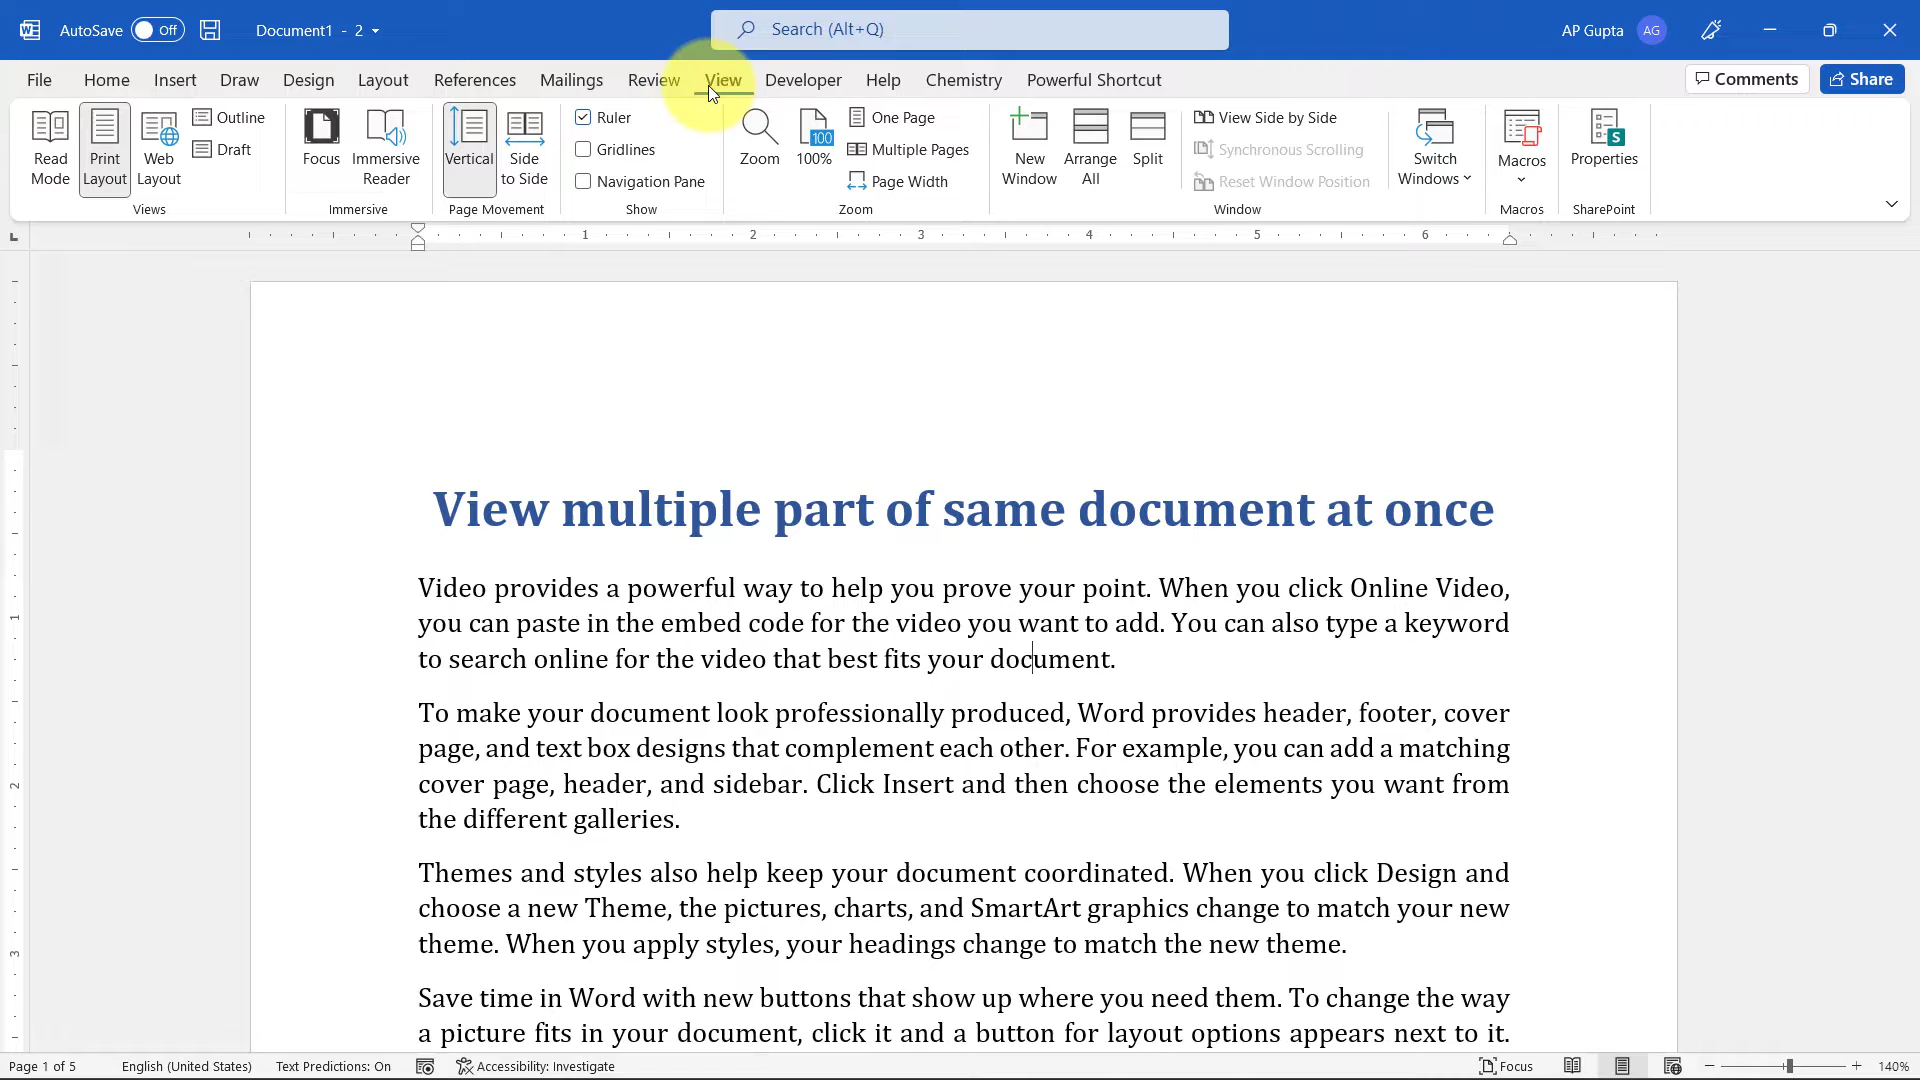 AutoSave Off Document1 - 2 Search (Alt+Q) AP Gupta AG
File Home Insert Draw Design Layout References Mailings Review View Developer Help Chemistry Powerful Shortcut Comments Share
Read Mode
Print Layout
Web Layout
Outline
Draft
Views
Focus
Immersive Reader
Immersive
Vertical
Side to Side
Page Movement
Ruler
Gridlines
Navigation Pane
Show
Zoom
100
100%
One Page
Multiple Pages
Page Width
Zoom
New Window
Arrange All
Split
View Side by Side
Synchronous Scrolling
Reset Window Position
Switch Windows
Window
Macros
Macros
S
Properties
SharePoint
1 2 3 4 5 6
1
2
3
View multiple part of same document at once
Video provides a powerful way to help you prove your point. When you click Online Video,
you can paste in the embed code for the video you want to add. You can also type a keyword
to search online for the video that best fits your document.
To make your document look professionally produced, Word provides header, footer, cover
page, and text box designs that complement each other. For example, you can add a matching
cover page, header, and sidebar. Click Insert and then choose the elements you want from
the different galleries.
Themes and styles also help keep your document coordinated. When you click Design and
choose a new Theme, the pictures, charts, and SmartArt graphics change to match your new
theme. When you apply styles, your headings change to match the new theme.
Save time in Word with new buttons that show up where you need them. To change the way
a picture fits in your document, click it and a button for layout options appears next to it.
Page 1 of 5 English (United States) Text Predictions: On Accessibility: Investigate Focus 140%